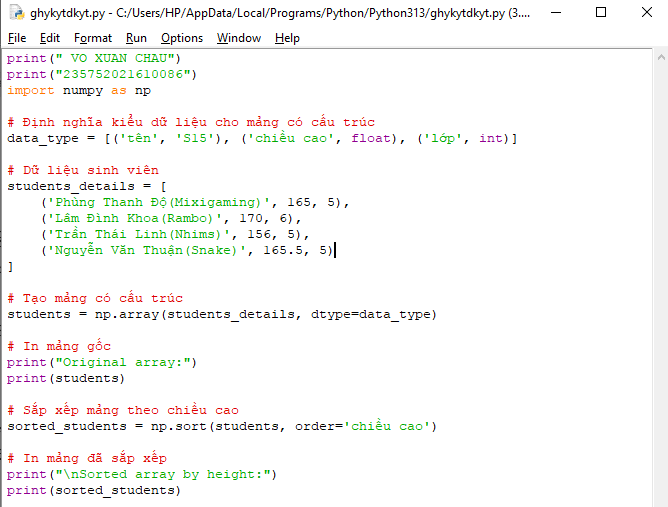 ghykytdkyt.py - C:/Users/HP/AppData/Local/Programs/Python/Python313/ghykytdkyt.py (3....
File Edit Format Run Options Window Help
print(" VO XUAN CHAU")
print("235752021610086")
import numpy as np
# Định nghĩa kiểu dữ liệu cho mảng có cấu trúc
data_type = [('tên', 'S15'), ('chiều cao', float), ('lớp', int)]
# Dữ liệu sinh viên
students_details = [
    ('Phùng Thanh Độ(Mixigaming)', 165, 5),
    ('Lâm Đình Khoa(Rambo)', 170, 6),
    ('Trần Thái Linh(Nhims)', 156, 5),
    ('Nguyễn Văn Thuận(Snake)', 165.5, 5)
]
# Tạo mảng có cấu trúc
students = np.array(students_details, dtype=data_type)
# In mảng gốc
print("Original array:")
print(students)
# Sắp xếp mảng theo chiều cao
sorted_students = np.sort(students, order='chiều cao')
# In mảng đã sắp xếp
print("\nSorted array by height:")
print(sorted_students)